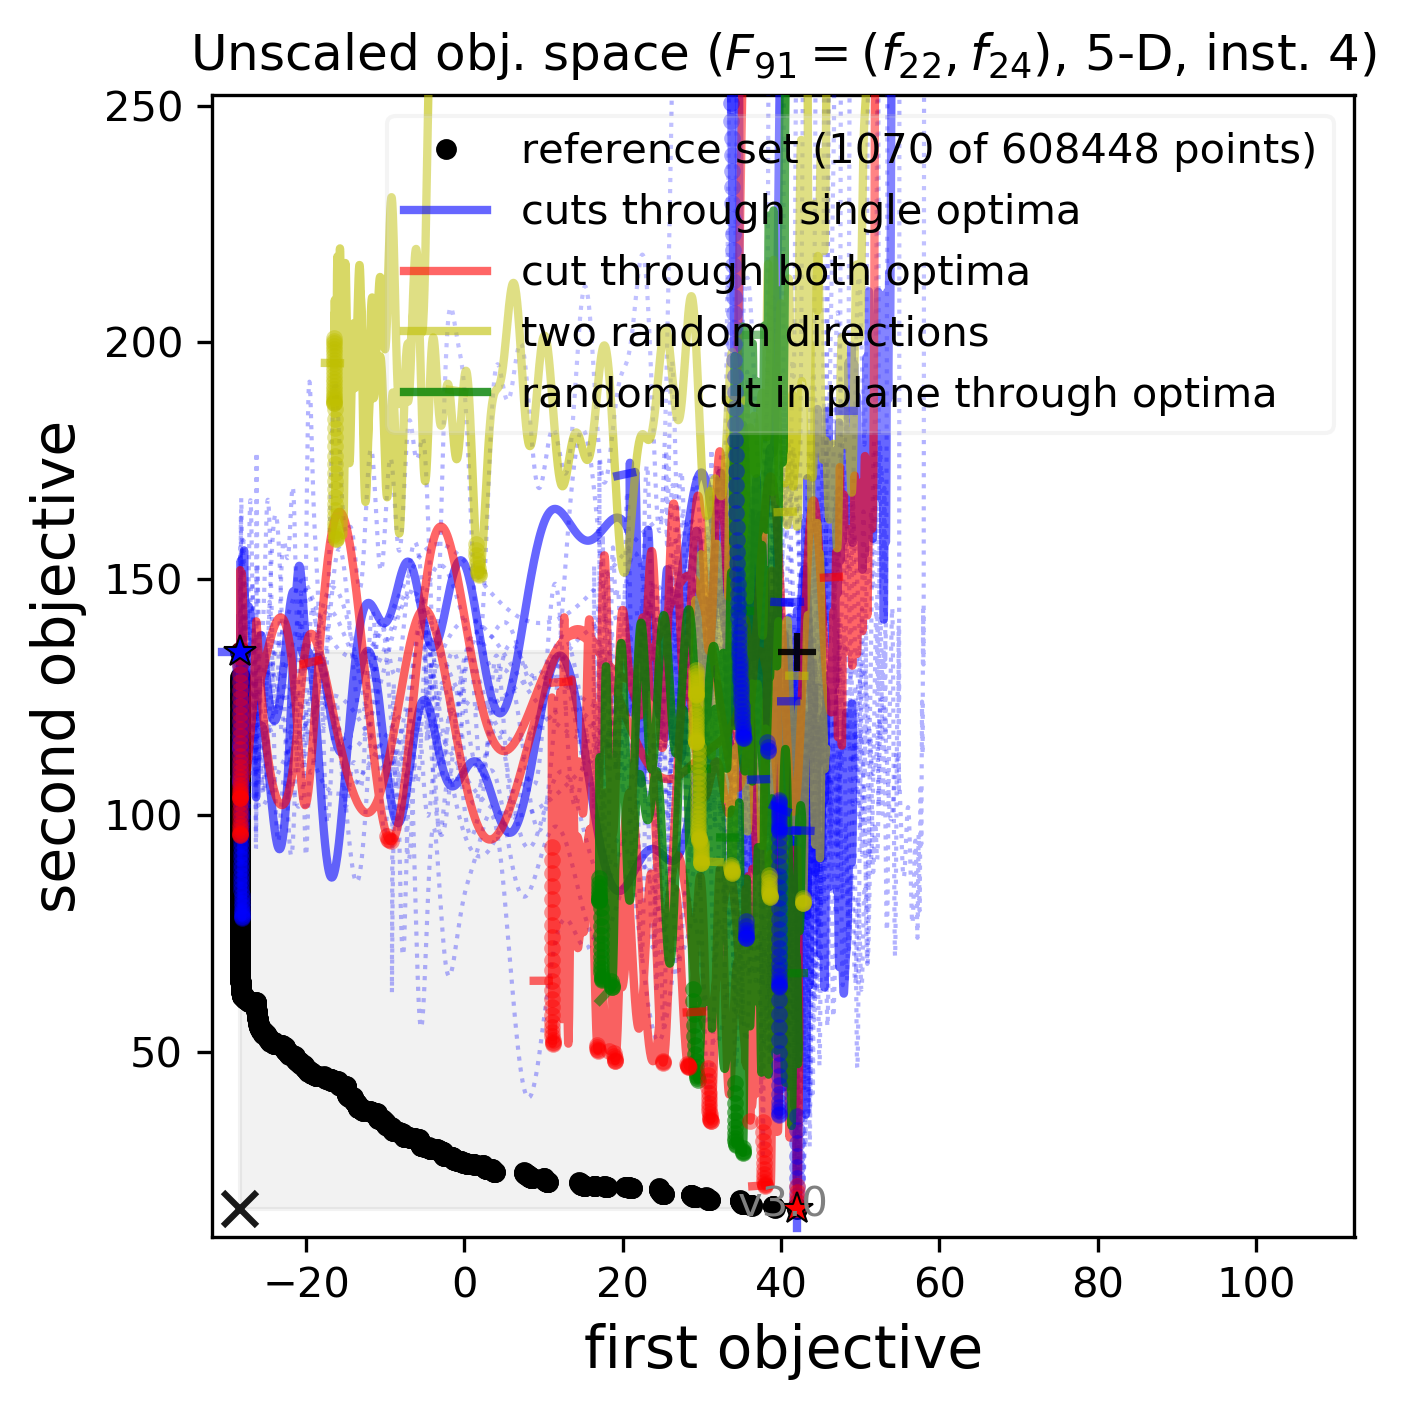 Unscaled obj. space (F₉₁ = (f₂₂, f₂₄), 5-D, inst. 4)
250
200
150
100
50
second objective
reference set (1070 of 608448 points)
cuts through single optima
cut through both optima
two random directions
random cut in plane through optima
v3.0
−20 0 20 40 60 80 100
first objective